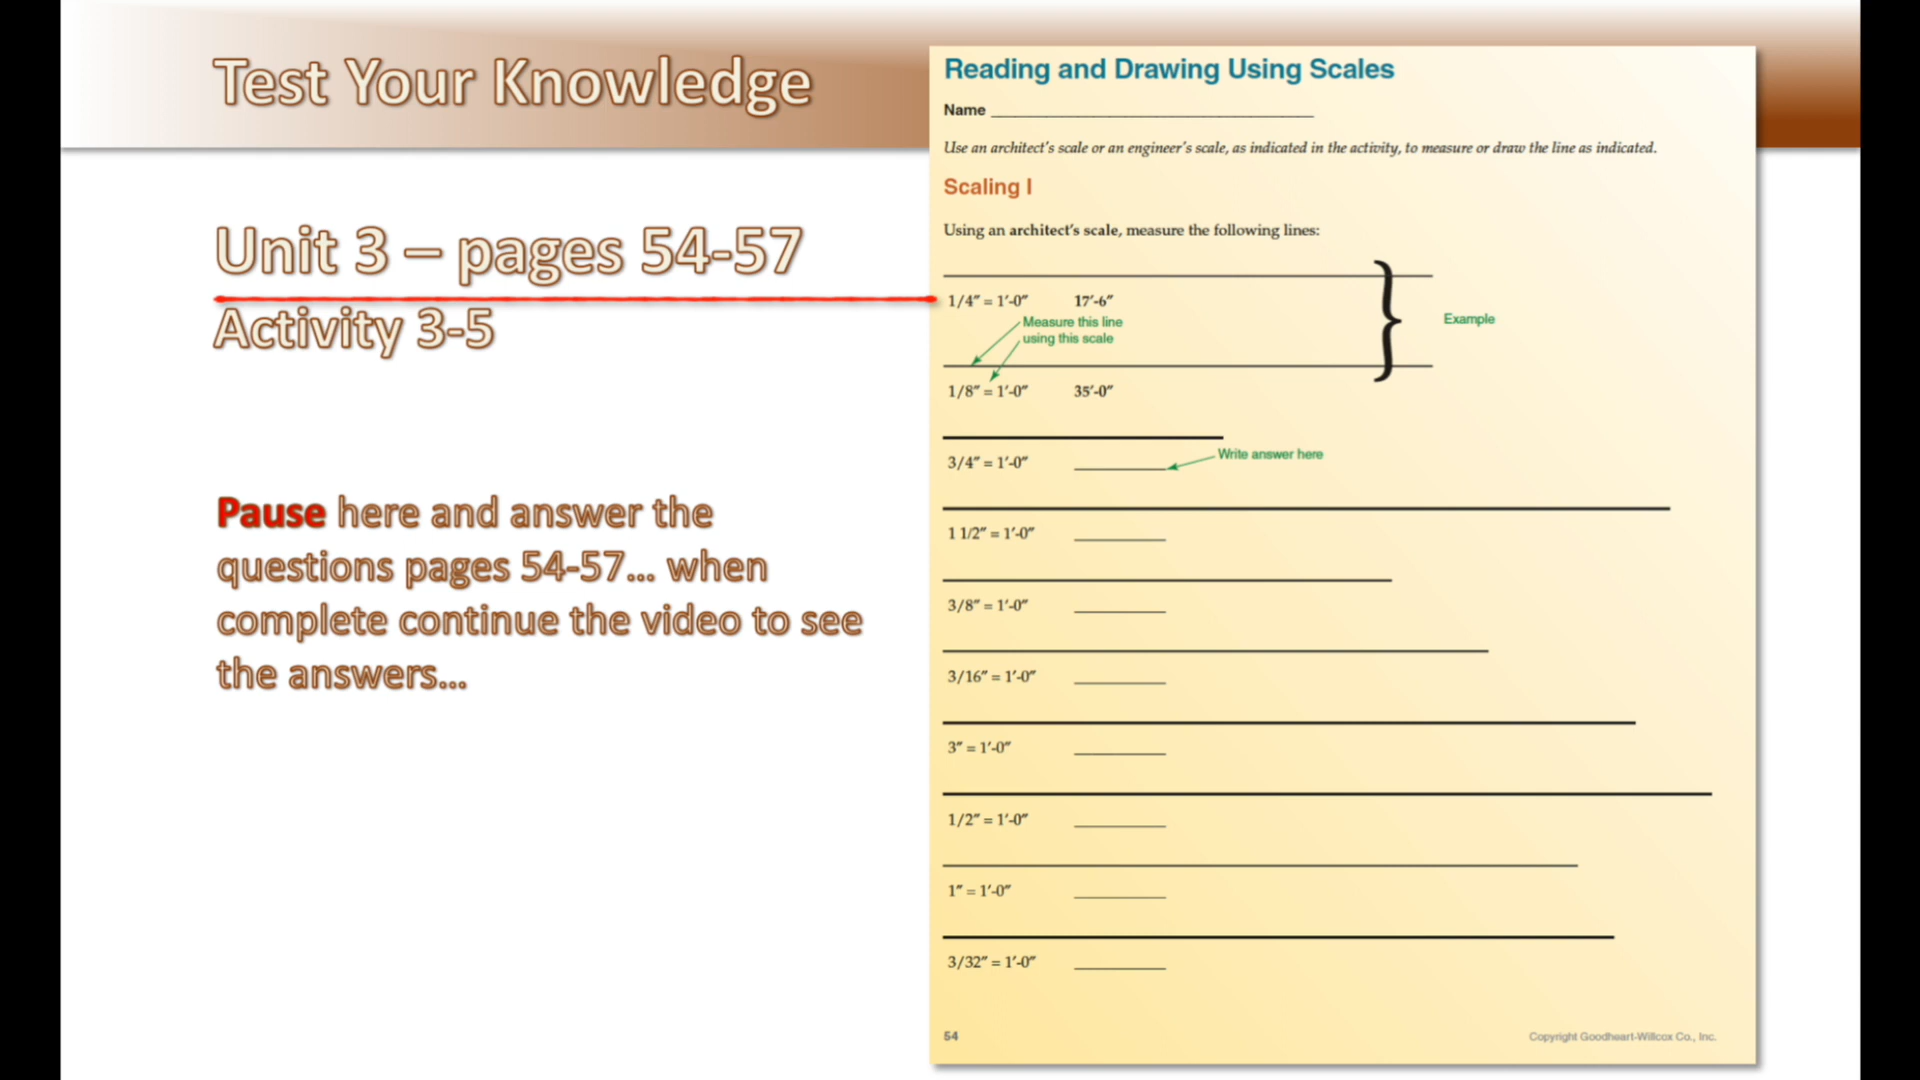 Test Your Knowledge
Unit 3 – pages 54-57
Activity 3-5
Pause here and answer the
questions pages 54-57... when
complete continue the video to see
the answers...
Reading and Drawing Using Scales
Name
Use an architect's scale or an engineer's scale, as indicated in the activity, to measure or draw the line as indicated.
Scaling I
Using an architect's scale, measure the following lines:
1/4″ = 1′-0″ 17′-6″
Measure this line
using this scale
Example
1/8″ = 1′-0″ 35′-0″
3/4″ = 1′-0″
Write answer here
1 1/2″ = 1′-0″
3/8″ = 1′-0″
3/16″ = 1′-0″
3″ = 1′-0″
1/2″ = 1′-0″
1″ = 1′-0″
3/32″ = 1′-0″
54
Copyright Goodheart-Willcox Co., Inc.